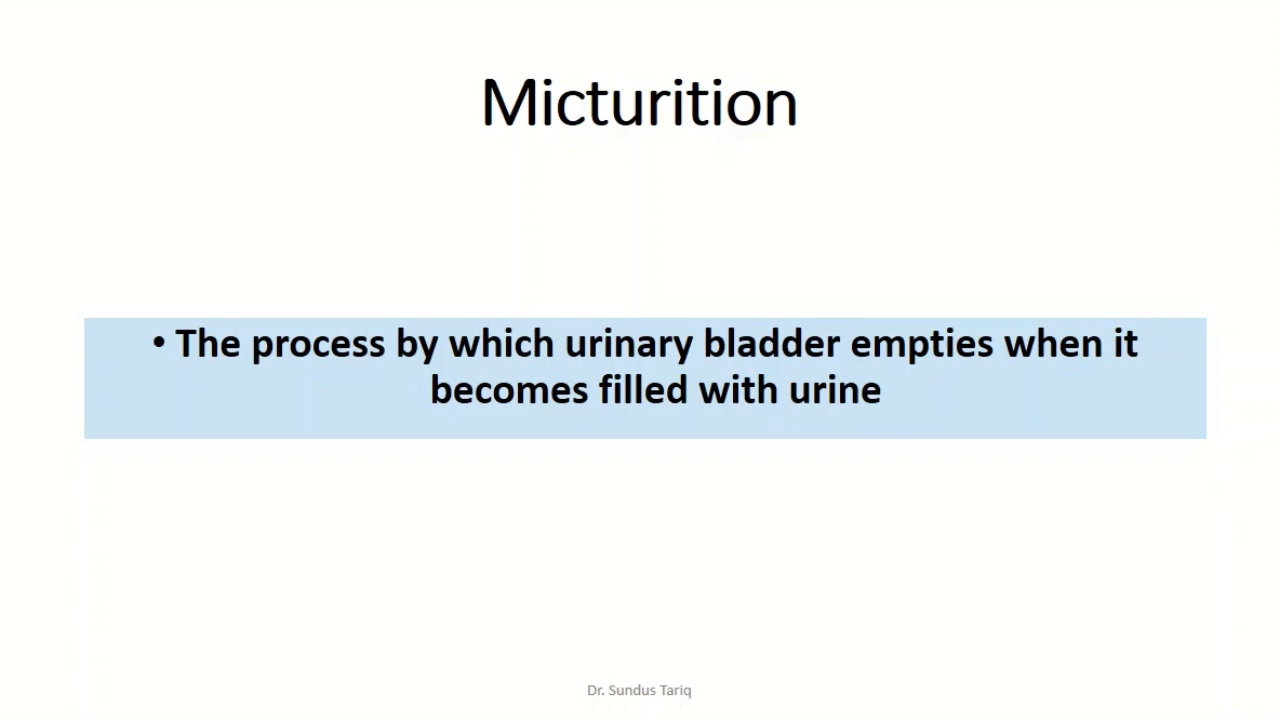 Micturition
• The process by which urinary bladder empties when it
becomes filled with urine
Dr. Sundus Tariq